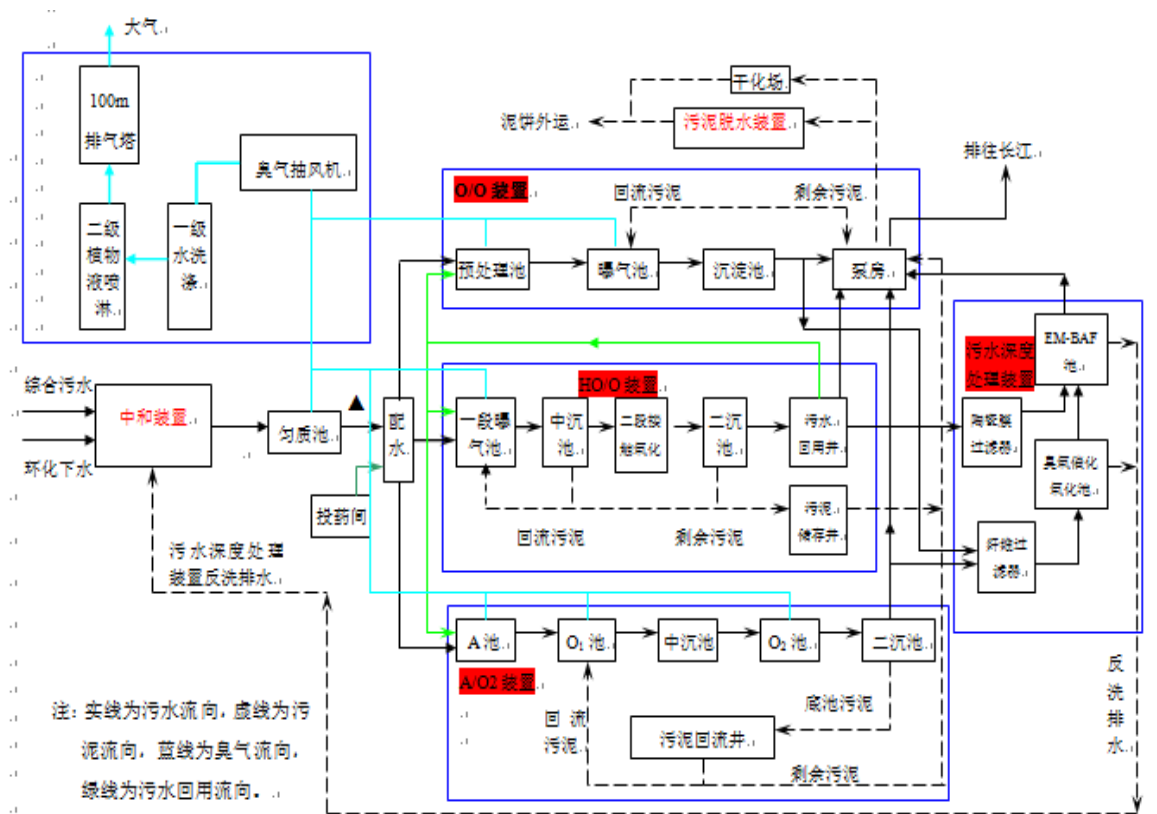 大气
100m
排气塔
臭气抽风机
二级
植物
液喷
淋
一级
水洗
涤
干化场
泥饼外运
污泥脱水装置
排往长江
O/O 装置
回流污泥
剩余污泥
预处理池
曝气池
沉淀池
泵房
综合污水
中和装置
环化下水
匀质池
▲
配
水
投药间
HO/O 装置
一段曝
气池
中沉
池
二段接
触氧化
二沉
池
污水
回用井
回流污泥
剩余污泥
污泥
储存井
污水深度
处理装置
EM-BAF
池
陶瓷膜
过滤器
臭氧催化
氧化池
纤维过
滤器
污水深度处理
装置反洗排水
A 池
O₁ 池
中沉池
O₂ 池
二沉池
A/O2 装置
底池污泥
回 流
污泥
污泥回流井
剩余污泥
反
洗
排
水
注：实线为污水流向，虚线为污
泥流向，蓝线为臭气流向，
绿线为污水回用流向。